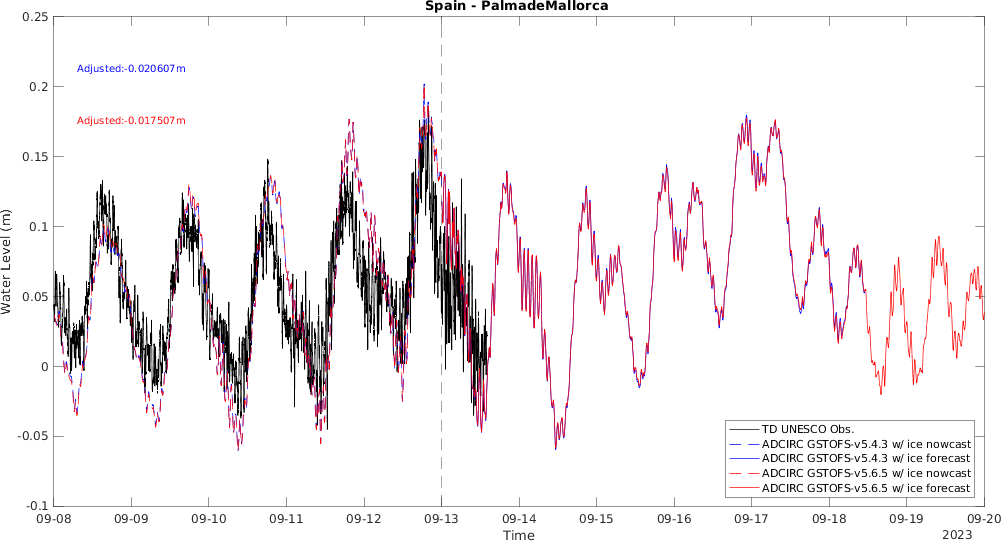 Spain - PalmadeMallorca
0.25
0.2
0.15
0.1
0.05
0
-0.05
-0.1
Water Level (m)
Adjusted:-0.020607m
Adjusted:-0.017507m
TD UNESCO Obs.
ADCIRC GSTOFS-v5.4.3 w/ ice nowcast
ADCIRC GSTOFS-v5.4.3 w/ ice forecast
ADCIRC GSTOFS-v5.6.5 w/ ice nowcast
ADCIRC GSTOFS-v5.6.5 w/ ice forecast
09-08 09-09 09-10 09-11 09-12 09-13 09-14 09-15 09-16 09-17 09-18 09-19 09-20
Time
2023